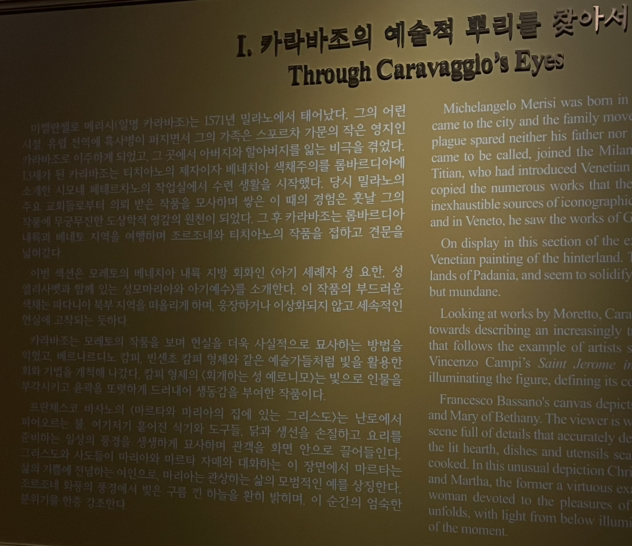 I. 카라바조의 예술적 뿌리를 찾아서
Through Caravaggio's Eyes
미켈란젤로 메리시(일명 카라바조)는 1571년 밀라노에서 태어났다. 그의 어린
시절, 유럽 전역에 흑사병이 퍼지면서 그의 가족은 스포르차 가문의 작은 영지인
카라바조로 이주하게 되었고, 그 곳에서 아버지와 할아버지를 잃는 비극을 겪었다.
13세가 된 카라바조는 티치아노의 제자이자 베네치아 색채주의를 롬바르디아에
소개한 시모네 페테르차노의 작업실에서 수련 생활을 시작했다. 당시 밀라노의
주요 교회들로부터 의뢰 받은 작품을 모사하며 쌓은 이 때의 경험은 훗날 그의
작품에 무궁무진한 도상학적 영감의 원천이 되었다. 그 후 카라바조는 롬바르디아
내륙과 베네토 지역을 여행하며 조르조네와 티치아노의 작품을 접하고 견문을
넓혀갔다.
이번 섹션은 모레토의 베네치아 내륙 지방 회화인 〈아기 세례자 성 요한, 성
엘리사벳과 함께 있는 성모마리아와 아기예수〉를 소개한다. 이 작품의 부드러운
색채는 파다니아 북부 지역을 떠올리게 하며, 웅장하거나 이상화되지 않고 세속적인
현실에 고착되는 듯하다.
카라바조는 모레토의 작품을 보며 현실을 더욱 사실적으로 묘사하는 방법을
익혔고, 베르나르디노 캄피, 빈센초 캄피 형제와 같은 예술가들처럼 빛을 활용한
회화 기법을 개척해 나갔다. 캄피 형제의 〈회개하는 성 예로니모〉는 빛으로 인물을
부각시키고 윤곽을 또렷하게 드러내어 생동감을 부여한 작품이다.
프란체스코 바사노의 〈마르타와 마리아의 집에 있는 그리스도〉는 난로에서
피어오르는 불, 여기저기 흩어진 식기와 도구들, 닭과 생선을 손질하고 요리를
준비하는 일상의 풍경을 생생하게 묘사하며 관객을 화면 안으로 끌어들인다.
그리스도와 사도들이 마리아와 마르타 자매와 대화하는 이 장면에서 마르타는
삶의 기쁨에 전념하는 여인으로, 마리아는 관상하는 삶의 모범적인 예를 상징한다.
조르조네 화풍의 풍경에서 빛은 구름 낀 하늘을 환히 밝히며, 이 순간의 엄숙한
분위기를 한층 강조한다.
Michelangelo Merisi was born in
came to the city and the family move
plague spared neither his father nor
came to be called, joined the Milan
Titian, who had introduced Venetian
copied the numerous works that the
inexhaustible sources of iconographic
and in Veneto, he saw the works of G
On display in this section of the ex
Venetian painting of the hinterland. T
lands of Padania, and seem to solidify
but mundane.
Looking at works by Moretto, Cara
towards describing an increasingly t
that follows the example of artists s
Vincenzo Campi's Saint Jerome in
illuminating the figure, defining its co
Francesco Bassano's canvas depict
and Mary of Bethany. The viewer is w
scene full of details that accurately de
the lit hearth, dishes and utensils sca
cooked. In this unusual depiction Chri
and Martha, the former a virtuous ex
woman devoted to the pleasures of
unfolds, with light from below illumi
of the moment.